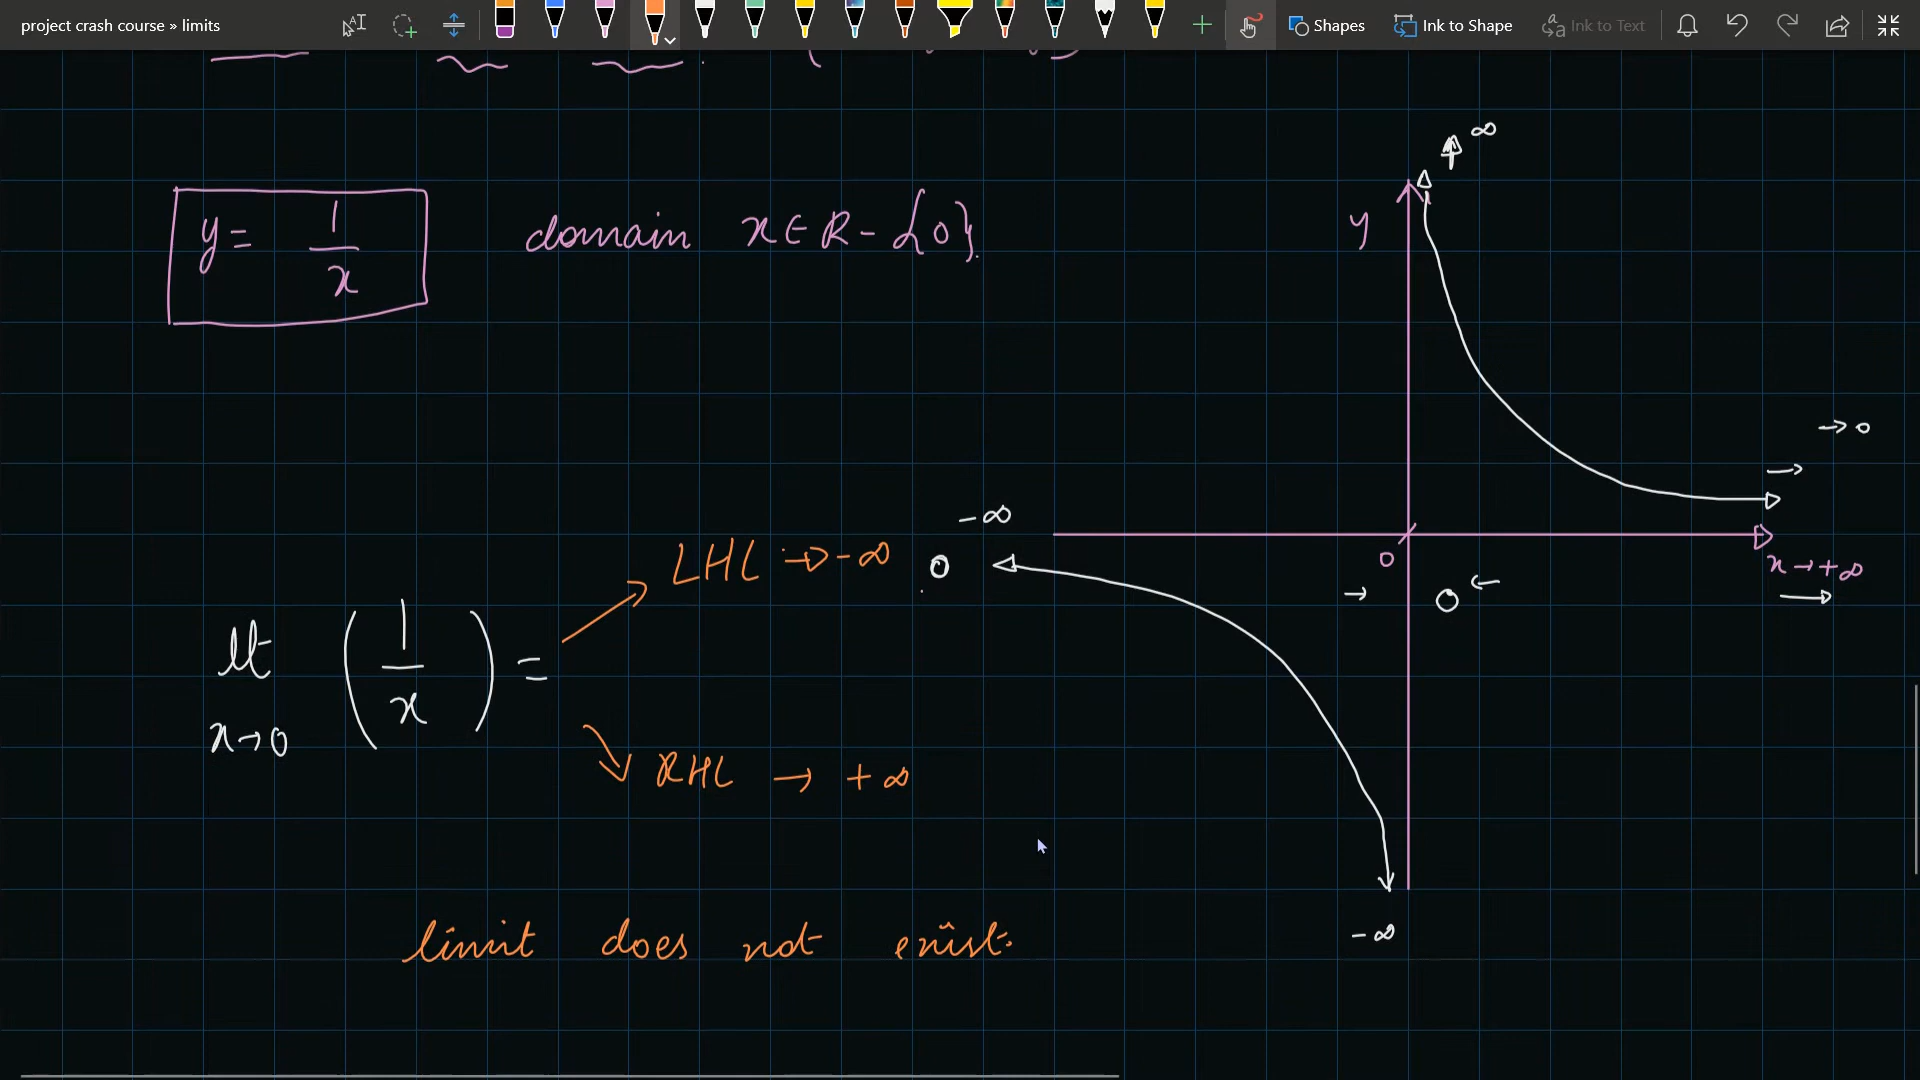 project crash course » limits
Shapes Ink to Shape Ink to Text
∞
y = 1/x domain x ∈ R - {0}
y
→ 0
→
- ∞
LHL → - ∞ 0
0
x → + ∞
→ 0 ←
→
lt x→0 (1/x) =
RHL → + ∞
- ∞
limit does not exist.